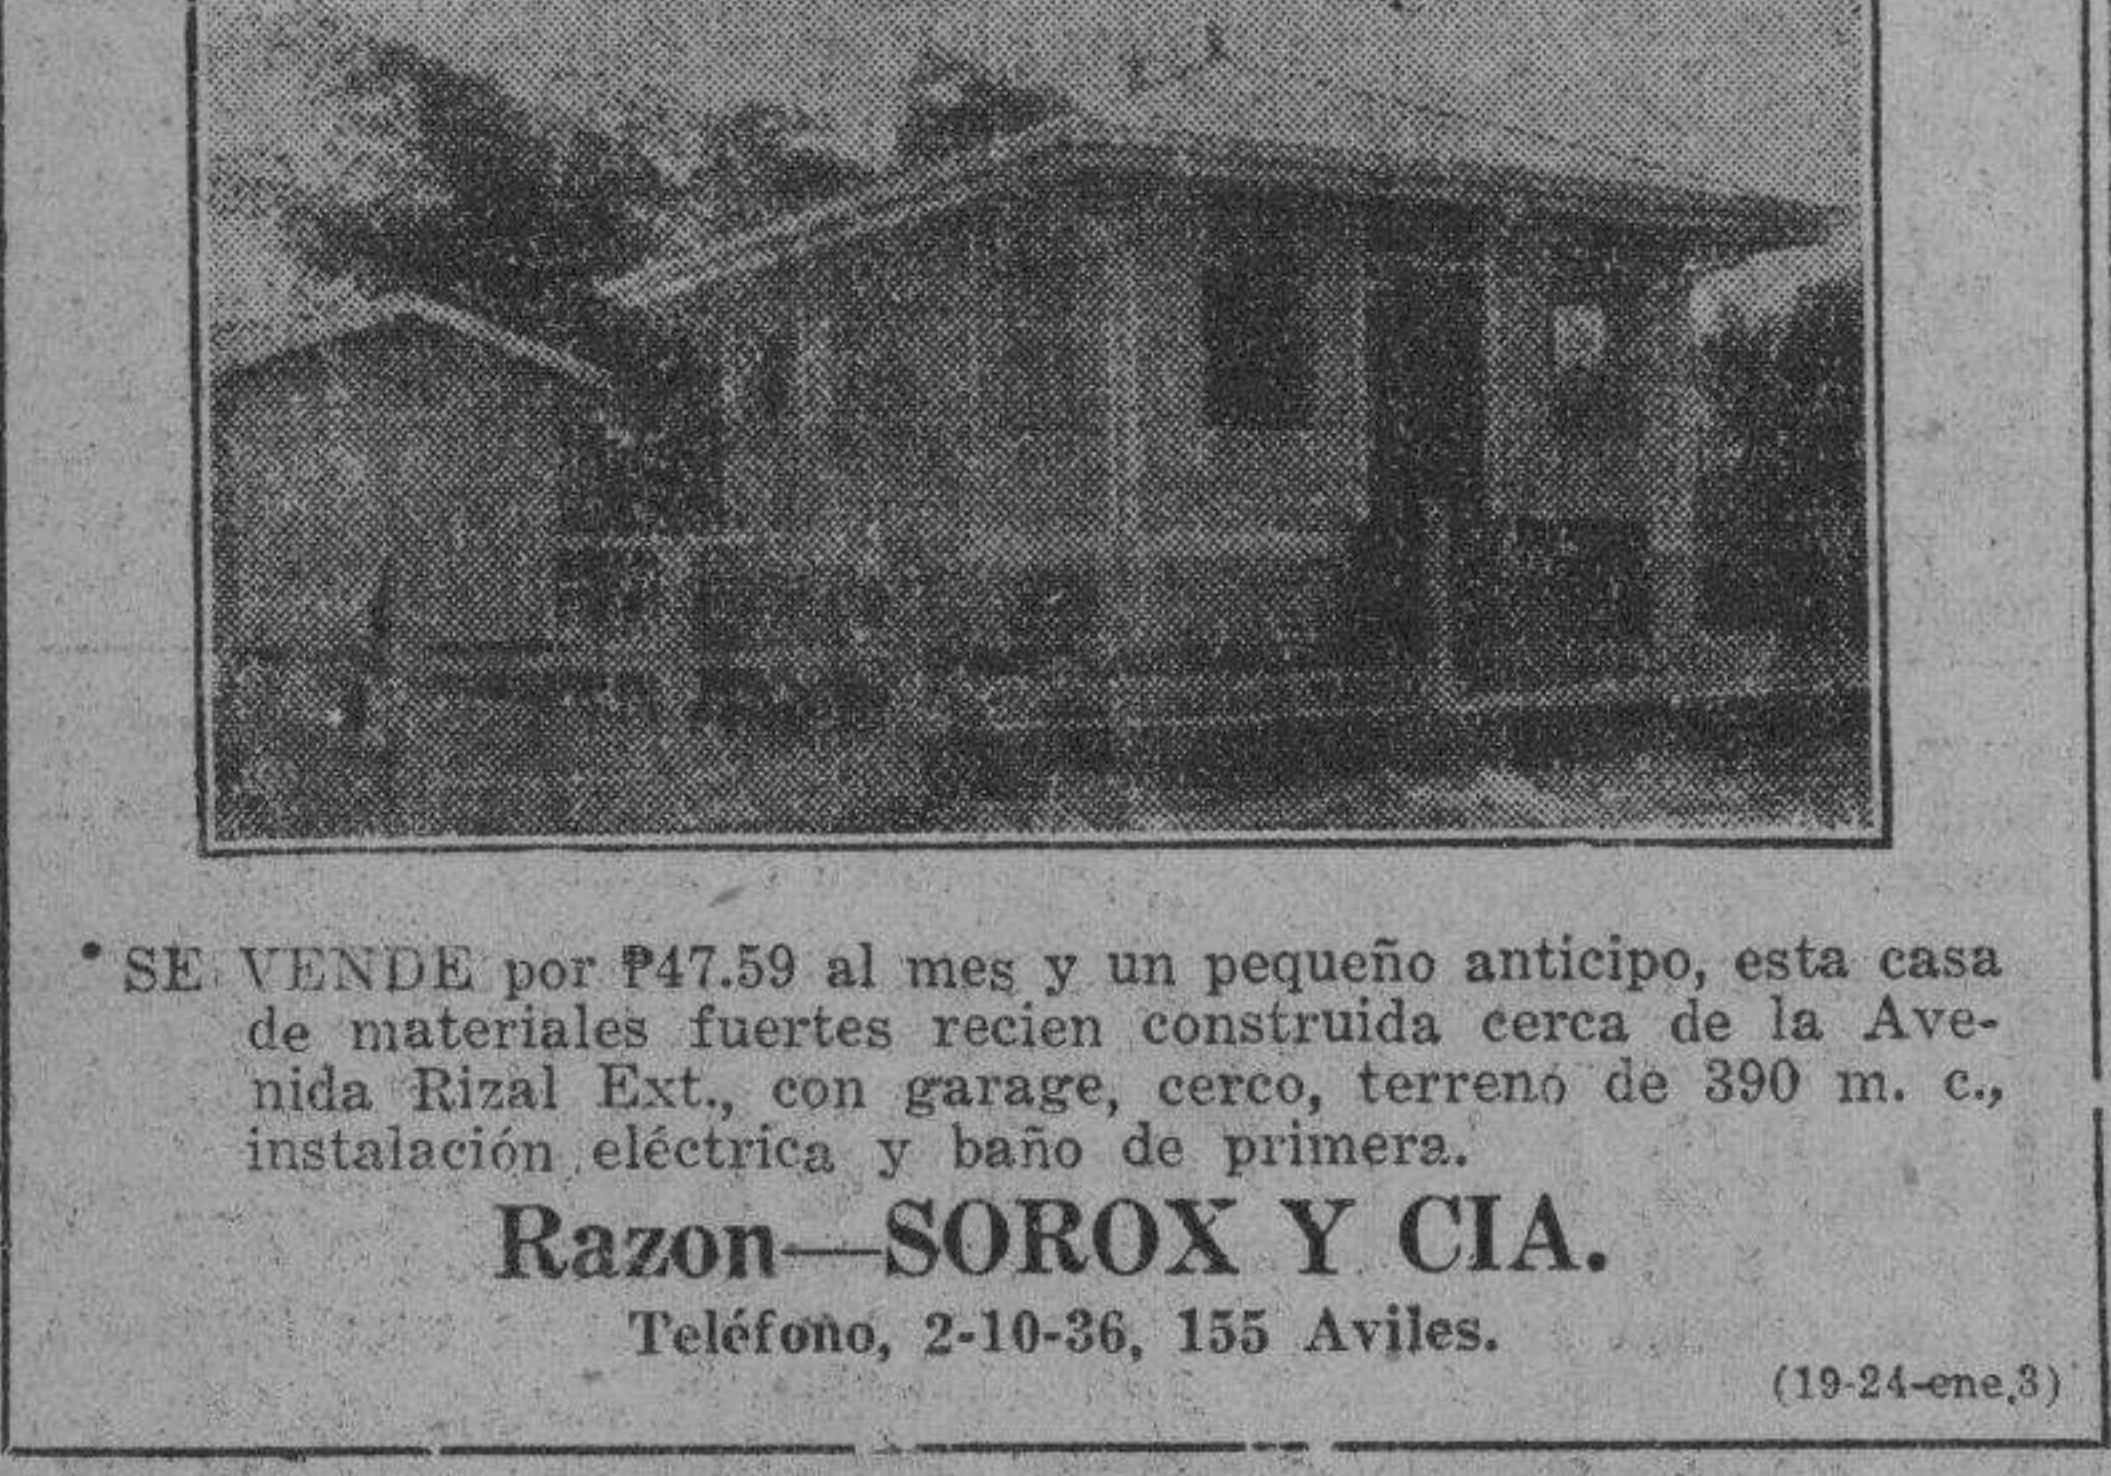 SE VENDE por ₱47.59 al mes y un pequeño anticipo, esta casa
de materiales fuertes recien construida cerca de la Ave-
nida Rizal Ext., con garage, cerco, terreno de 390 m. c.,
instalación eléctrica y baño de primera.
Razon—SOROX Y CIA.
Teléfono, 2-10-36, 155 Aviles.
(19-24-ene.3)